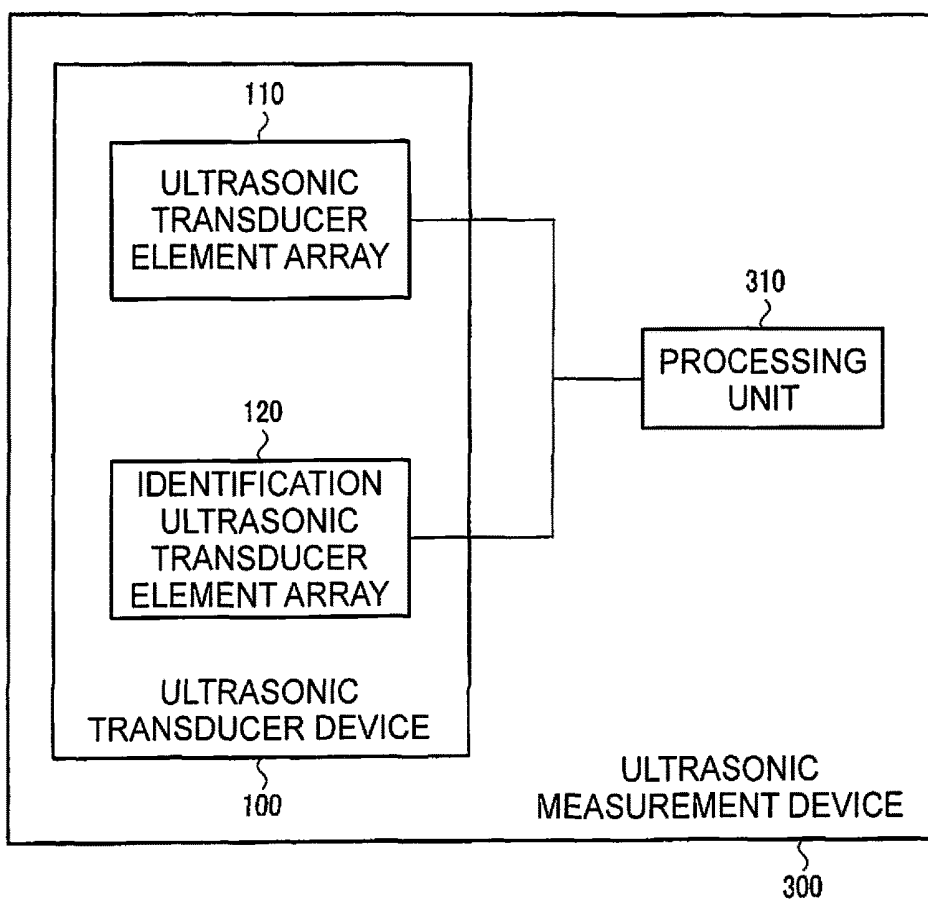 110
ULTRASONIC
TRANSDUCER
ELEMENT ARRAY
310
PROCESSING
UNIT
120
IDENTIFICATION
ULTRASONIC
TRANSDUCER
ELEMENT ARRAY
ULTRASONIC
TRANSDUCER DEVICE
100
ULTRASONIC
MEASUREMENT DEVICE
300